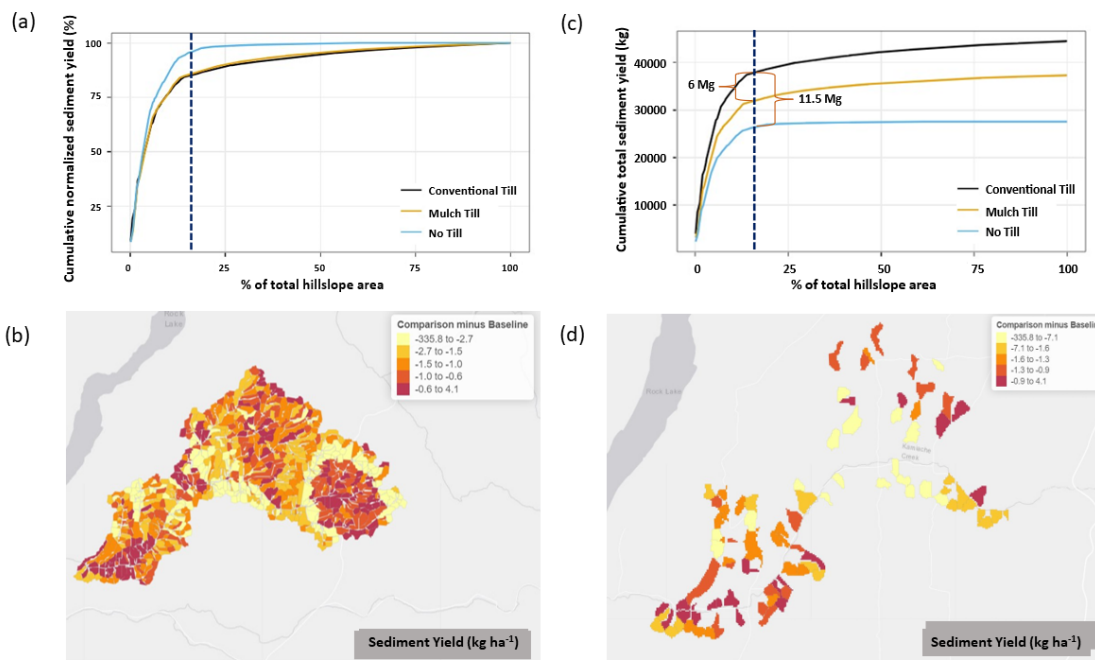 (a)
Cumulative normalized sediment yield (%)
100
75
50
25
0
25
50
75
100
% of total hillslope area
Conventional Till
Mulch Till
No Till
(c)
Cumulative total sediment yield (kg)
40000
30000
20000
10000
0
25
50
75
100
% of total hillslope area
6 Mg
11.5 Mg
Conventional Till
Mulch Till
No Till
(b)
Rock
Lake
Comparison minus Baseline
-335.8 to -2.7
-2.7 to -1.5
-1.5 to -1.0
-1.0 to -0.6
-0.6 to 4.1
Sediment Yield (kg ha⁻¹)
(d)
Rock Lake
Creek
Comparison minus Baseline
-335.8 to -7.1
-7.1 to -1.6
-1.6 to -1.3
-1.3 to -0.9
-0.9 to 4.1
Sediment Yield (kg ha⁻¹)